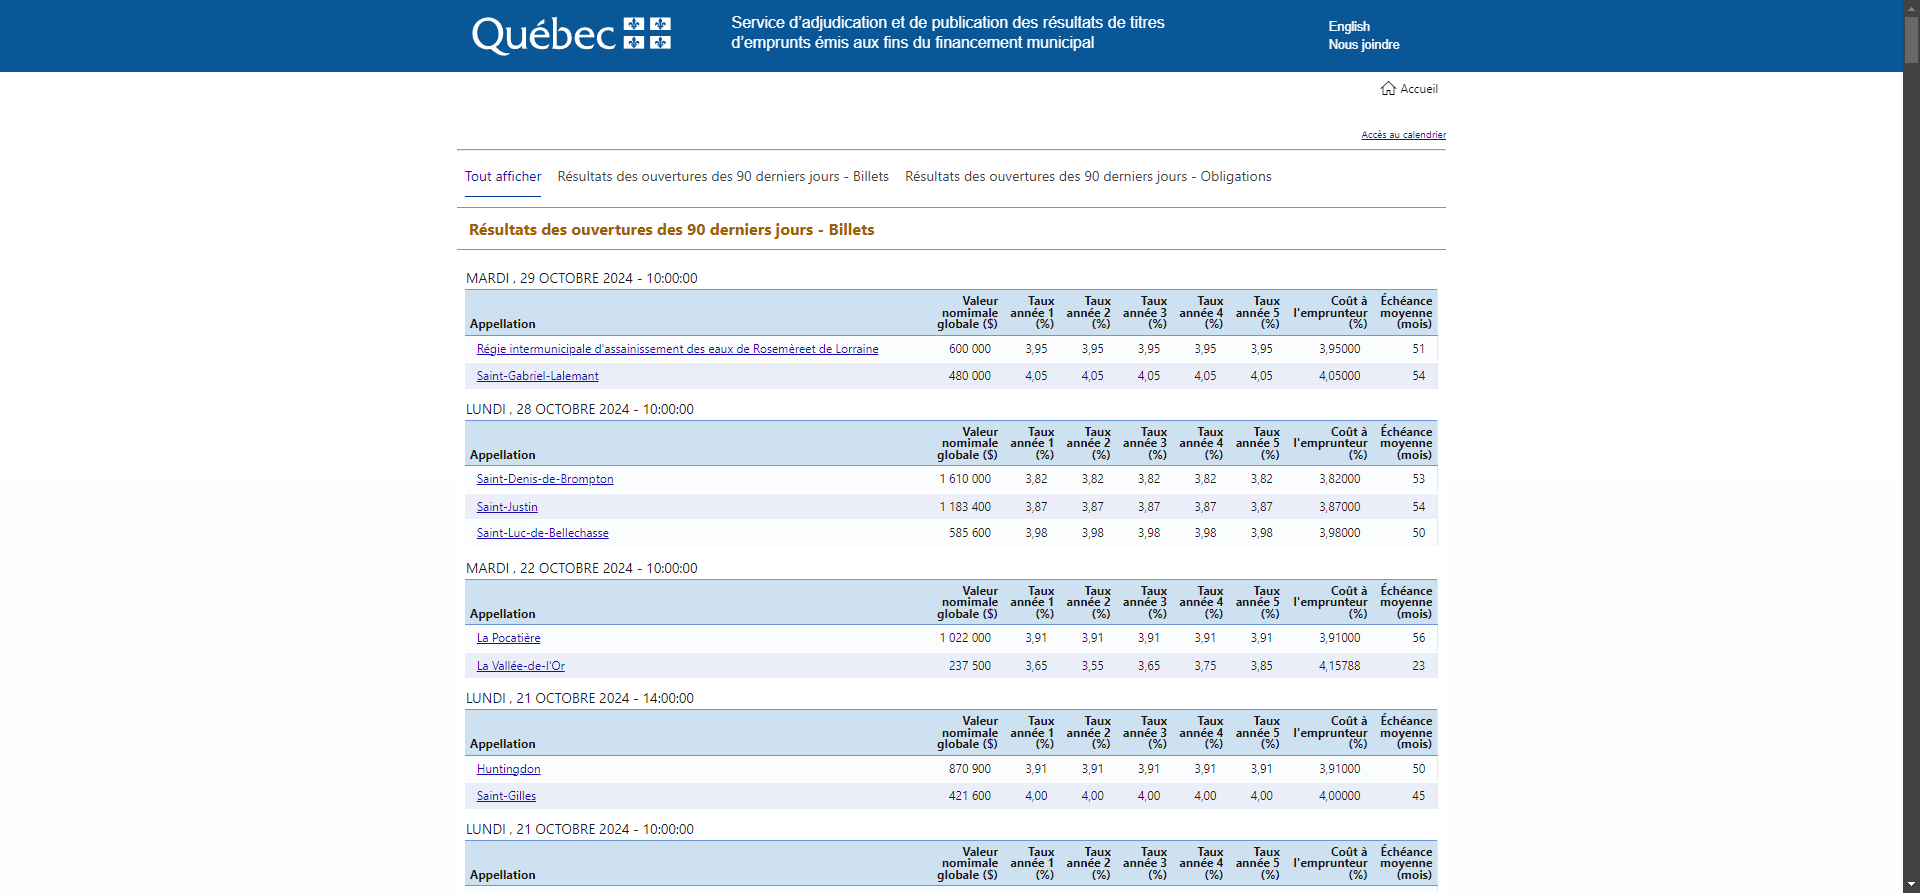 Québec
Service d'adjudication et de publication des résultats de titres
d'emprunts émis aux fins du financement municipal
English
Nous joindre
Accueil
Accès au calendrier
Tout afficher Résultats des ouvertures des 90 derniers jours - Billets Résultats des ouvertures des 90 derniers jours - Obligations
Résultats des ouvertures des 90 derniers jours - Billets
MARDI , 29 OCTOBRE 2024 - 10:00:00
Valeur Taux Taux Taux Taux Taux Coût à Échéance
nomimale année 1 année 2 année 3 année 4 année 5 l'emprunteur moyenne
Appellation globale ($) (%) (%) (%) (%) (%) (%) (mois)
Régie intermunicipale d'assainissement des eaux de Rosemèreet de Lorraine 600 000 3,95 3,95 3,95 3,95 3,95 3,95000 51
Saint-Gabriel-Lalemant 480 000 4,05 4,05 4,05 4,05 4,05 4,05000 54
LUNDI , 28 OCTOBRE 2024 - 10:00:00
Valeur Taux Taux Taux Taux Taux Coût à Échéance
nomimale année 1 année 2 année 3 année 4 année 5 l'emprunteur moyenne
Appellation globale ($) (%) (%) (%) (%) (%) (%) (mois)
Saint-Denis-de-Brompton 1 610 000 3,82 3,82 3,82 3,82 3,82 3,82000 53
Saint-Justin 1 183 400 3,87 3,87 3,87 3,87 3,87 3,87000 54
Saint-Luc-de-Bellechasse 585 600 3,98 3,98 3,98 3,98 3,98 3,98000 50
MARDI , 22 OCTOBRE 2024 - 10:00:00
Valeur Taux Taux Taux Taux Taux Coût à Échéance
nomimale année 1 année 2 année 3 année 4 année 5 l'emprunteur moyenne
Appellation globale ($) (%) (%) (%) (%) (%) (%) (mois)
La Pocatière 1 022 000 3,91 3,91 3,91 3,91 3,91 3,91000 56
La Vallée-de-l'Or 237 500 3,65 3,55 3,65 3,75 3,85 4,15788 23
LUNDI , 21 OCTOBRE 2024 - 14:00:00
Valeur Taux Taux Taux Taux Taux Coût à Échéance
nomimale année 1 année 2 année 3 année 4 année 5 l'emprunteur moyenne
Appellation globale ($) (%) (%) (%) (%) (%) (%) (mois)
Huntingdon 870 900 3,91 3,91 3,91 3,91 3,91 3,91000 50
Saint-Gilles 421 600 4,00 4,00 4,00 4,00 4,00 4,00000 45
LUNDI , 21 OCTOBRE 2024 - 10:00:00
Valeur Taux Taux Taux Taux Taux Coût à Échéance
nomimale année 1 année 2 année 3 année 4 année 5 l'emprunteur moyenne
Appellation globale ($) (%) (%) (%) (%) (%) (%) (mois)